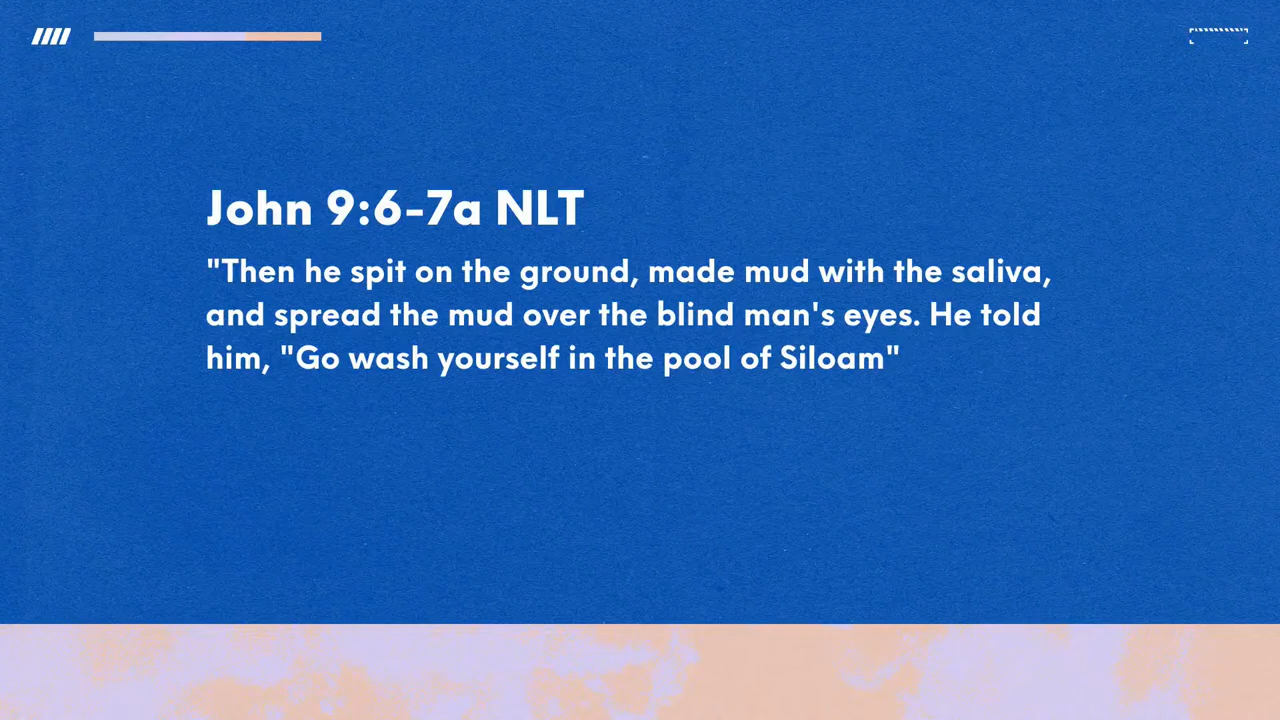 John 9:6-7a NLT
"Then he spit on the ground, made mud with the saliva,
and spread the mud over the blind man's eyes. He told
him, "Go wash yourself in the pool of Siloam"